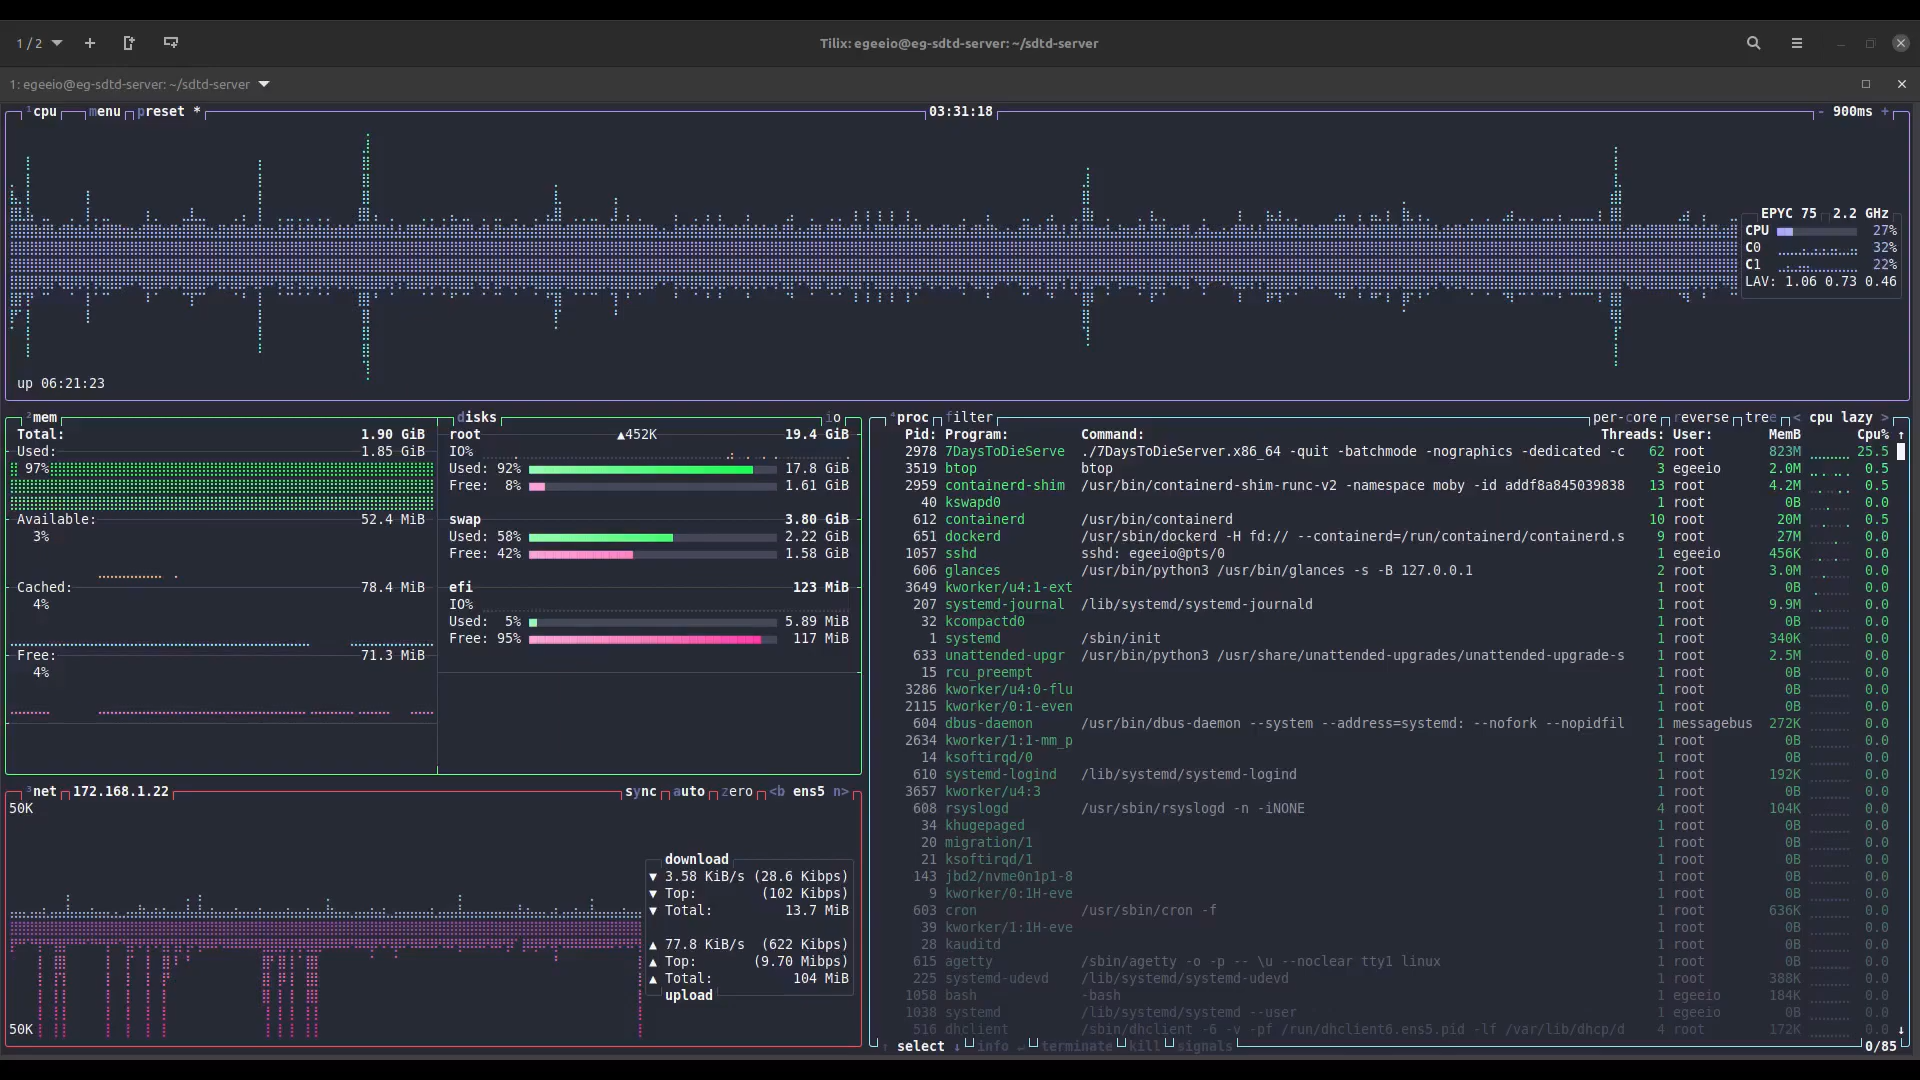 1 / 2
Tilix: egeeio@eg-sdtd-server: ~/sdtd-server
1: egeeio@eg-sdtd-server: ~/sdtd-server
¹cpu menu preset * 03:31:18 - 900ms +
EPYC 75 2.2 GHz
CPU 27%
C0 32%
C1 22%
LAV: 1.06 0.73 0.46
up 06:21:23
²mem disks io
Total: 1.90 GiB
Used: 1.85 GiB
97%
Available: 52.4 MiB
3%
Cached: 78.4 MiB
4%
Free: 71.3 MiB
4%
root ▲452K 19.4 GiB
IO%
Used: 92% 17.8 GiB
Free: 8% 1.61 GiB
swap 3.80 GiB
Used: 58% 2.22 GiB
Free: 42% 1.58 GiB
efi 123 MiB
IO%
Used: 5% 5.89 MiB
Free: 95% 117 MiB
³net 172.168.1.22 sync auto zero <b ens5 n>
50K
download
▼ 3.58 KiB/s (28.6 Kibps)
▼ Top: (102 Kibps)
▼ Total: 13.7 MiB
▲ 77.8 KiB/s (622 Kibps)
▲ Top: (9.70 Mibps)
▲ Total: 104 MiB
upload
50K
⁴proc filter per-core reverse tree < cpu lazy >
Pid: Program: Command: Threads: User: MemB Cpu% ↑
2978 7DaysToDieServe ./7DaysToDieServer.x86_64 -quit -batchmode -nographics -dedicated -c 62 root 823M 25.5
3519 btop btop 3 egeeio 2.0M 0.5
2959 containerd-shim /usr/bin/containerd-shim-runc-v2 -namespace moby -id addf8a845039838 13 root 4.2M 0.5
40 kswapd0 1 root 0B 0.0
612 containerd /usr/bin/containerd 10 root 20M 0.5
651 dockerd /usr/sbin/dockerd -H fd:// --containerd=/run/containerd/containerd.s 9 root 27M 0.0
1057 sshd sshd: egeeio@pts/0 1 egeeio 456K 0.0
606 glances /usr/bin/python3 /usr/bin/glances -s -B 127.0.0.1 2 root 3.0M 0.0
3649 kworker/u4:1-ext 1 root 0B 0.0
207 systemd-journal /lib/systemd/systemd-journald 1 root 9.9M 0.0
32 kcompactd0 1 root 0B 0.0
1 systemd /sbin/init 1 root 340K 0.0
633 unattended-upgr /usr/bin/python3 /usr/share/unattended-upgrades/unattended-upgrade-s 1 root 2.5M 0.0
15 rcu_preempt 1 root 0B 0.0
3286 kworker/u4:0-flu 1 root 0B 0.0
2115 kworker/0:1-even 1 root 0B 0.0
604 dbus-daemon /usr/bin/dbus-daemon --system --address=systemd: --nofork --nopidfil 1 messagebus 272K 0.0
2634 kworker/1:1-mm_p 1 root 0B 0.0
14 ksoftirqd/0 1 root 0B 0.0
610 systemd-logind /lib/systemd/systemd-logind 1 root 192K 0.0
3657 kworker/u4:3 1 root 0B 0.0
608 rsyslogd /usr/sbin/rsyslogd -n -iNONE 4 root 104K 0.0
34 khugepaged 1 root 0B 0.0
20 migration/1 1 root 0B 0.0
21 ksoftirqd/1 1 root 0B 0.0
143 jbd2/nvme0n1p1-8 1 root 0B 0.0
9 kworker/0:1H-eve 1 root 0B 0.0
603 cron /usr/sbin/cron -f 1 root 636K 0.0
39 kworker/1:1H-eve 1 root 0B 0.0
28 kauditd 1 root 0B 0.0
615 agetty /sbin/agetty -o -p -- \u --noclear tty1 linux 1 root 0B 0.0
225 systemd-udevd /lib/systemd/systemd-udevd 1 root 388K 0.0
1058 bash -bash 1 egeeio 184K 0.0
1038 systemd /lib/systemd/systemd --user 1 egeeio 0B 0.0
516 dhclient /sbin/dhclient -6 -v -pf /run/dhclient6.ens5.pid -lf /var/lib/dhcp/d 4 root 172K 0.0 ↓
↑ select ↓ info ↵ terminate kill signals 0/85